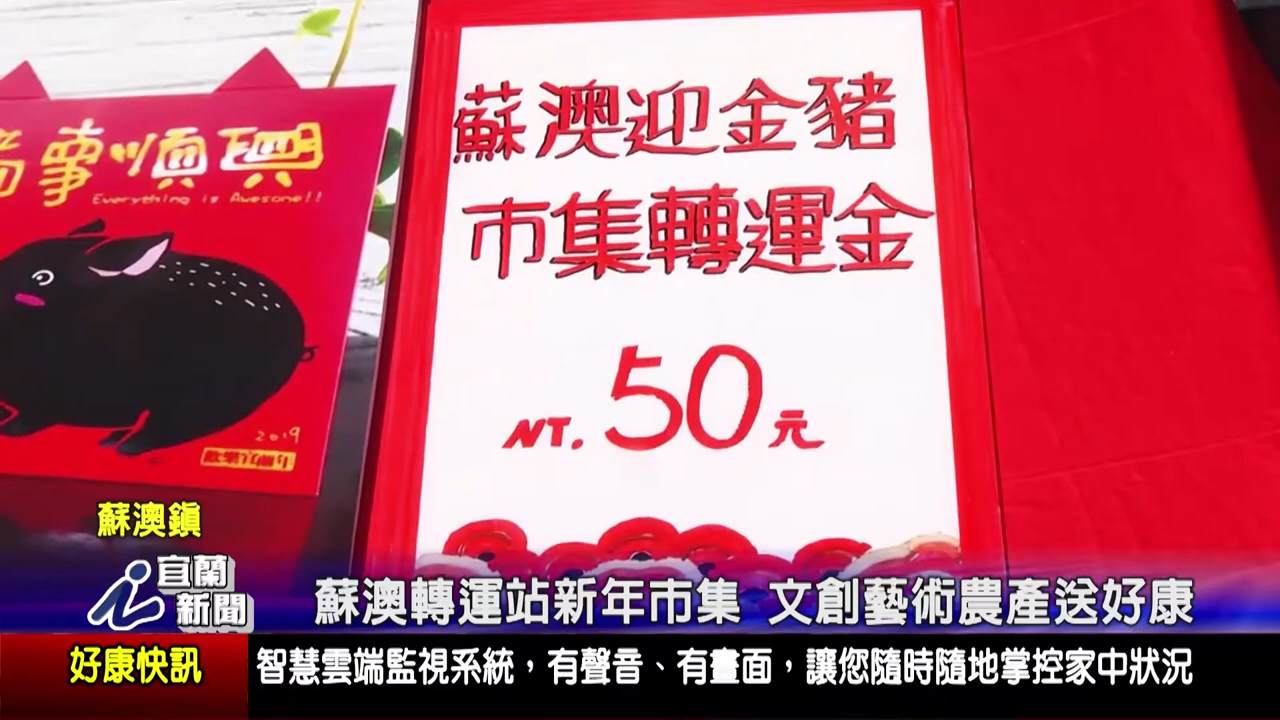 事順興
Everything is Awesome!!
2019
蘇澳迎金豬
市集轉運金
NT. 50元
蘇澳鎮
宜蘭
新聞
蘇澳轉運站新年市集 文創藝術農產送好康
好康快訊
智慧雲端監視系統，有聲音、有畫面，讓您隨時隨地掌控家中狀況